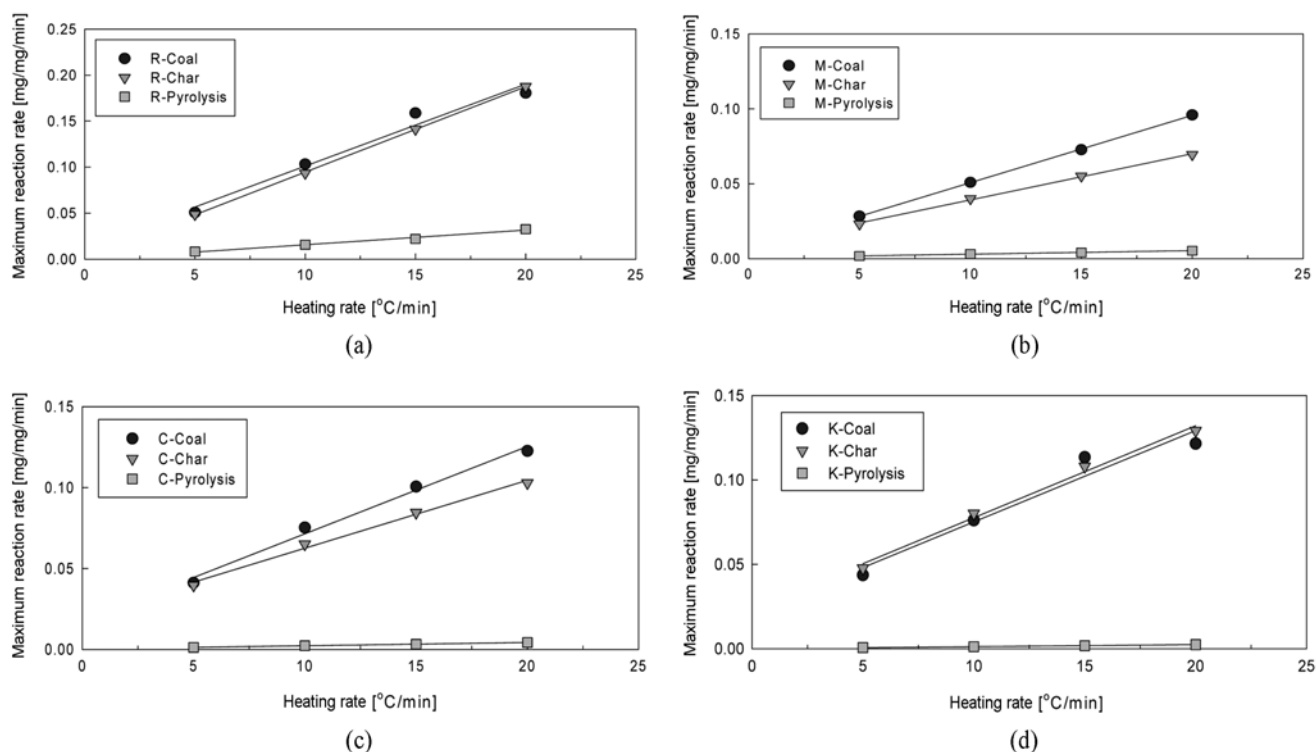 0.25
0.20
0.15
0.10
0.05
0.00
Maximum reaction rate [mg/mg/min]
R-Coal
R-Char
R-Pyrolysis
0 5 10 15 20 25
Heating rate [°C/min]
(a)
0.15
0.10
0.05
0.00
Maximum reaction rate [mg/mg/min]
M-Coal
M-Char
M-Pyrolysis
0 5 10 15 20 25
Heating rate [°C/min]
(b)
0.15
0.10
0.05
0.00
Maximum reaction rate [mg/mg/min]
C-Coal
C-Char
C-Pyrolysis
0 5 10 15 20 25
Heating rate [°C/min]
(c)
0.15
0.10
0.05
0.00
Maximum reaction rate [mg/mg/min]
K-Coal
K-Char
K-Pyrolysis
0 5 10 15 20 25
Heating rate [°C/min]
(d)